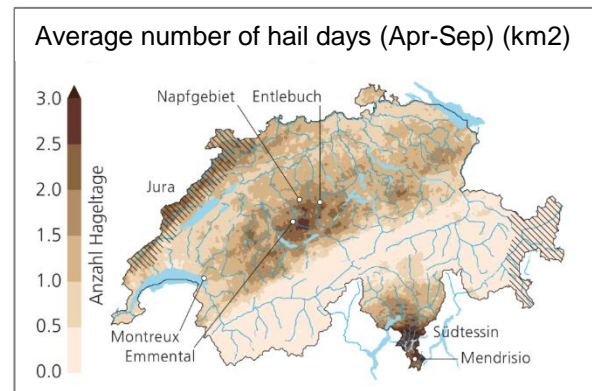 Average number of hail days (Apr-Sep) (km2)
Napfgebiet Entlebuch
3.0
2.5
2.0
1.5
1.0
0.5
0.0
Anzahl Hageltage
Jura
Montreux
Emmental
Südtessin
Mendrisio